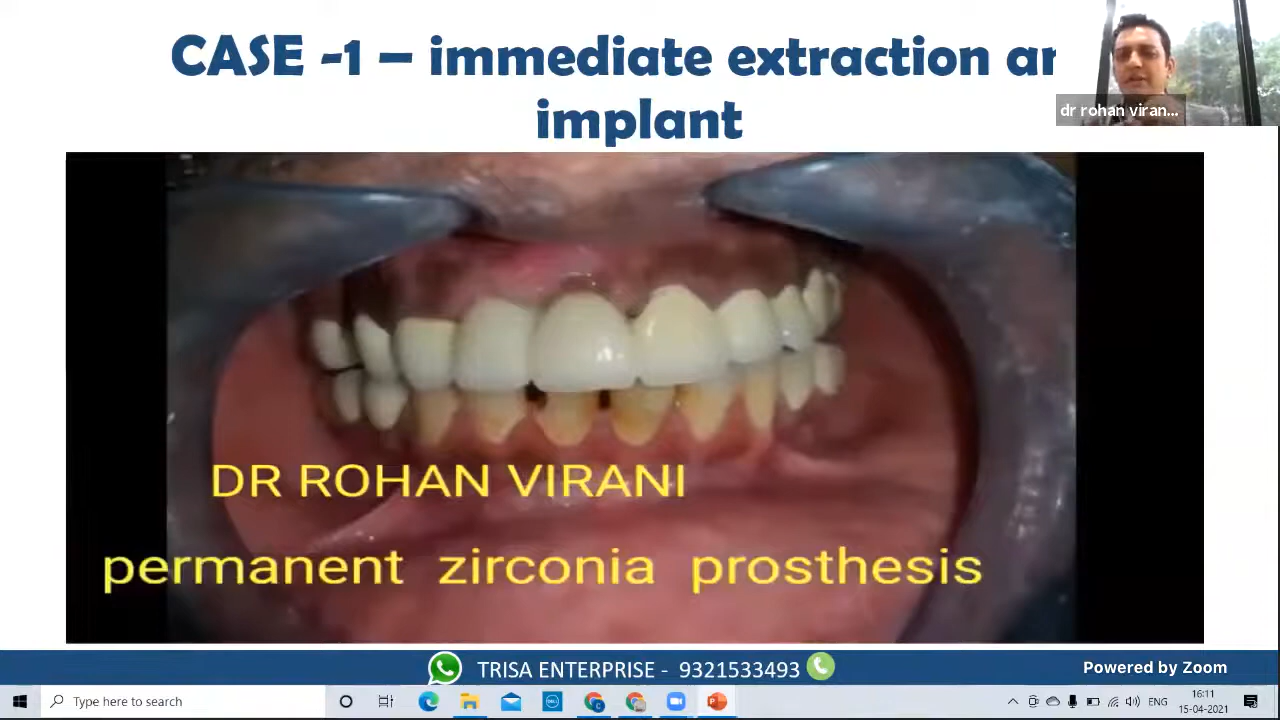 CASE -1 – immediate extraction ar
implant
dr rohan viran...
DR ROHAN VIRANI
permanent zirconia prosthesis
TRISA ENTERPRISE - 9321533493
Powered by Zoom
Type here to search
ENG
16:11
15-04-2021